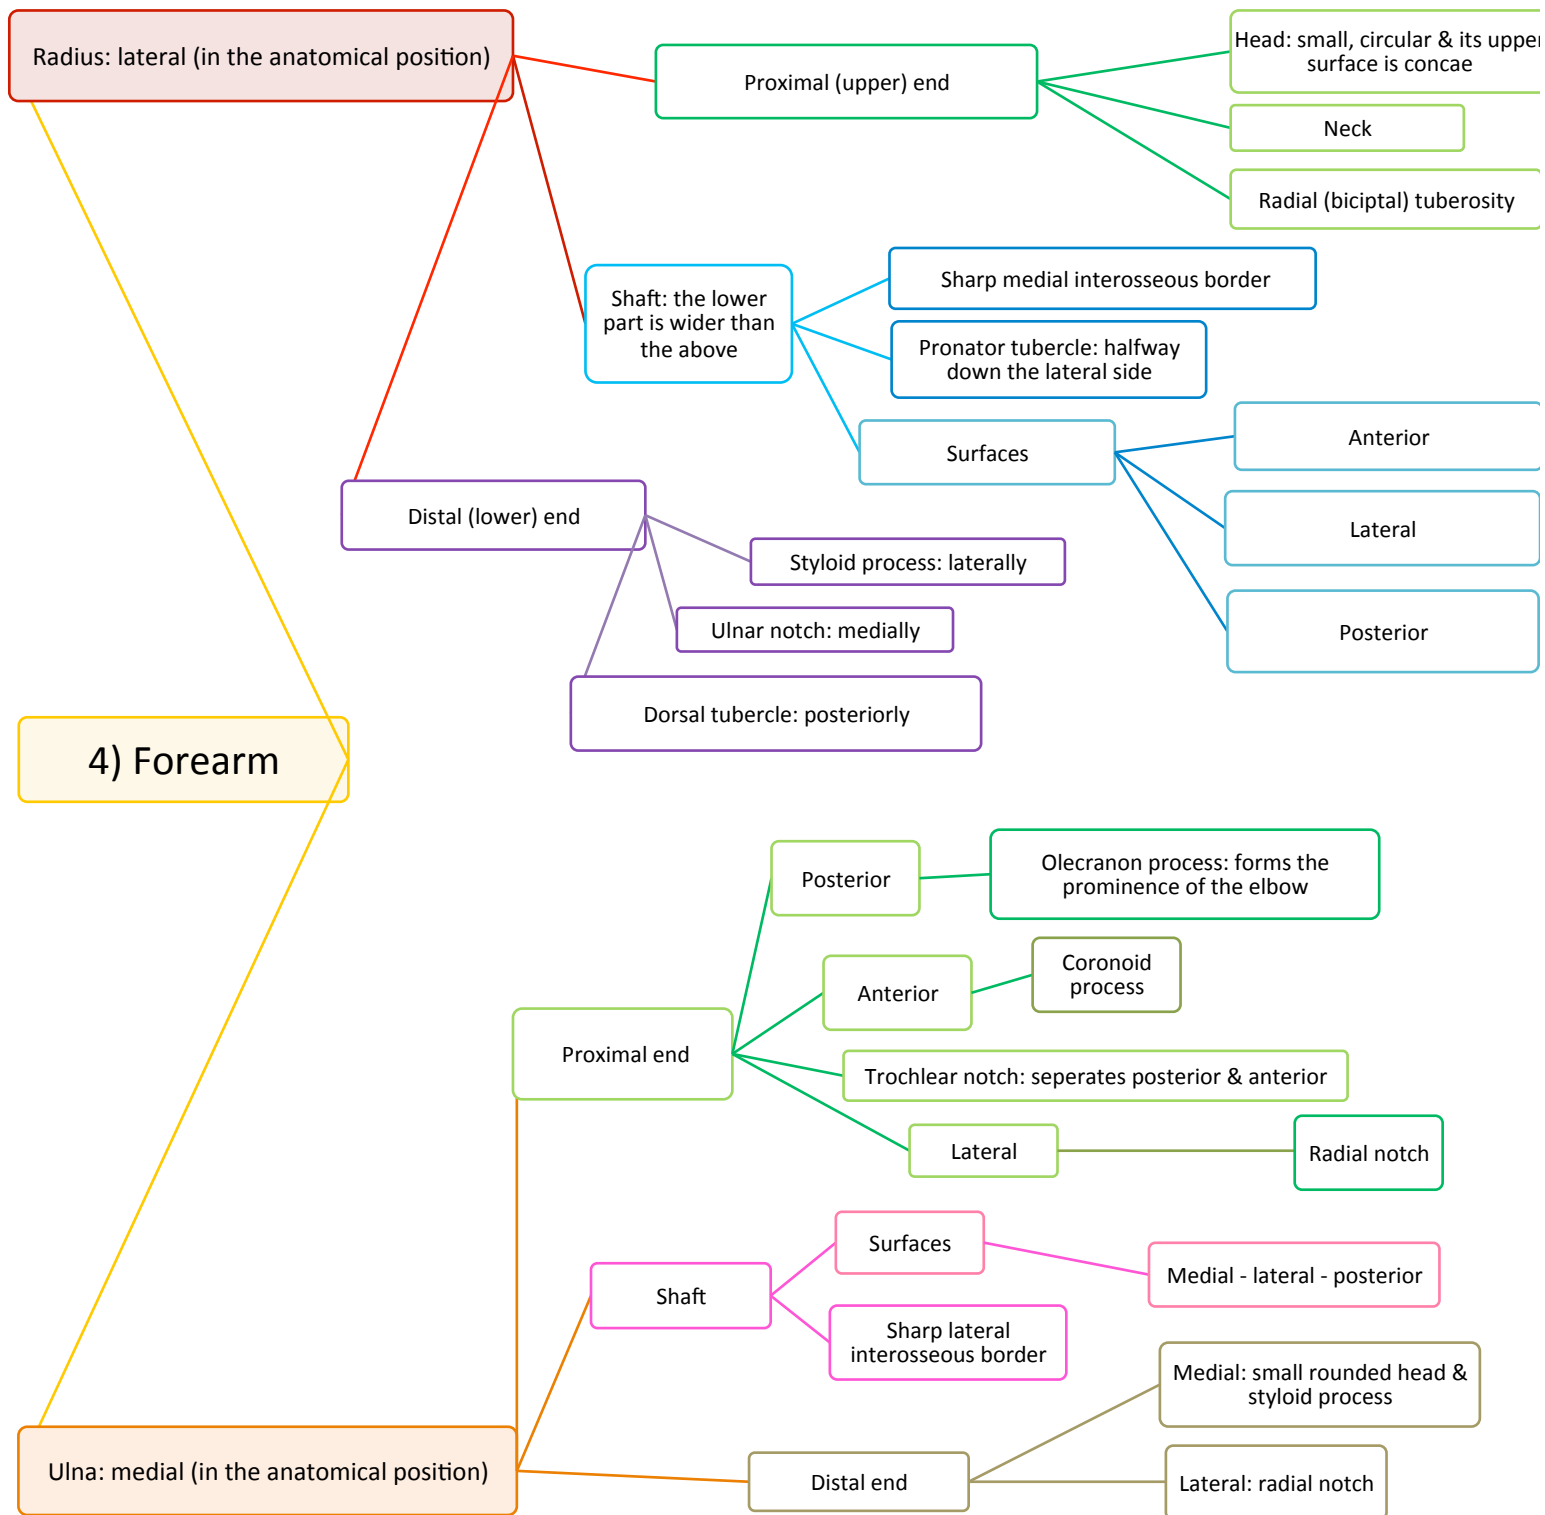 Radius: lateral (in the anatomical position)
Proximal (upper) end
Head: small, circular & its upper
surface is concae
Neck
Radial (biciptal) tuberosity
Shaft: the lower
part is wider than
the above
Sharp medial interosseous border
Pronator tubercle: halfway
down the lateral side
Surfaces
Anterior
Lateral
Posterior
Distal (lower) end
Styloid process: laterally
Ulnar notch: medially
Dorsal tubercle: posteriorly
4) Forearm
Posterior
Olecranon process: forms the
prominence of the elbow
Anterior
Coronoid
process
Proximal end
Trochlear notch: seperates posterior & anterior
Lateral
Radial notch
Shaft
Surfaces
Medial - lateral - posterior
Sharp lateral
interosseous border
Ulna: medial (in the anatomical position)
Distal end
Medial: small rounded head &
styloid process
Lateral: radial notch